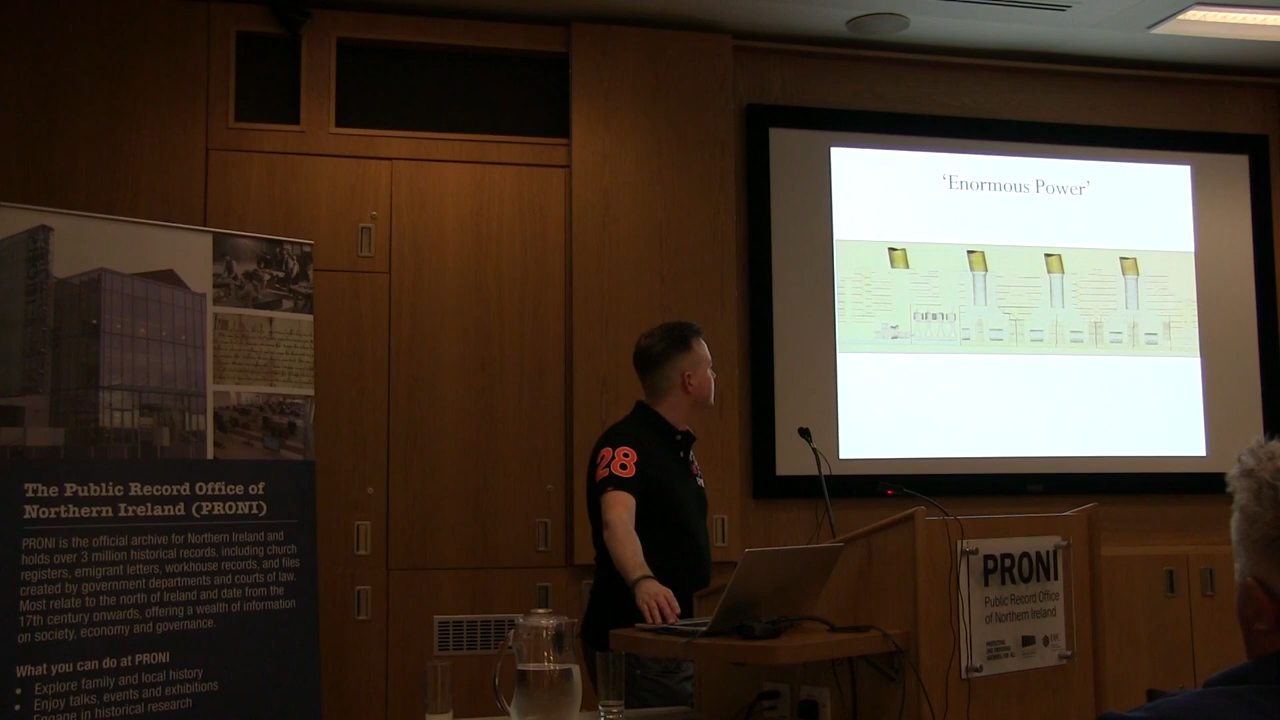 The Public Record Office of
Northern Ireland (PRONI)
PRONI is the official archive for Northern Ireland and
holds over 3 million historical records, including church
registers, emigrant letters, workhouse records, and files
created by government departments and courts of law.
Most relate to the north of Ireland and date from the
17th century onwards, offering a wealth of information
on society, economy and governance.
What you can do at PRONI
• Explore family and local history
• Enjoy talks, events and exhibitions
• Engage in historical research
28
‘Enormous Power’
PRONI
Public Record Office
of Northern Ireland